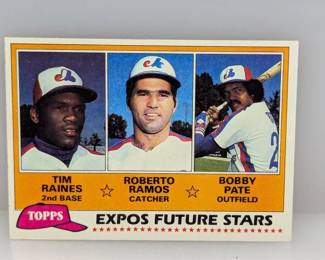 TIM ROBERTO BOBBY
RAINES ☆ RAMOS ☆ PATE
2nd BASE CATCHER OUTFIELD
TOPPS EXPOS FUTURE STARS